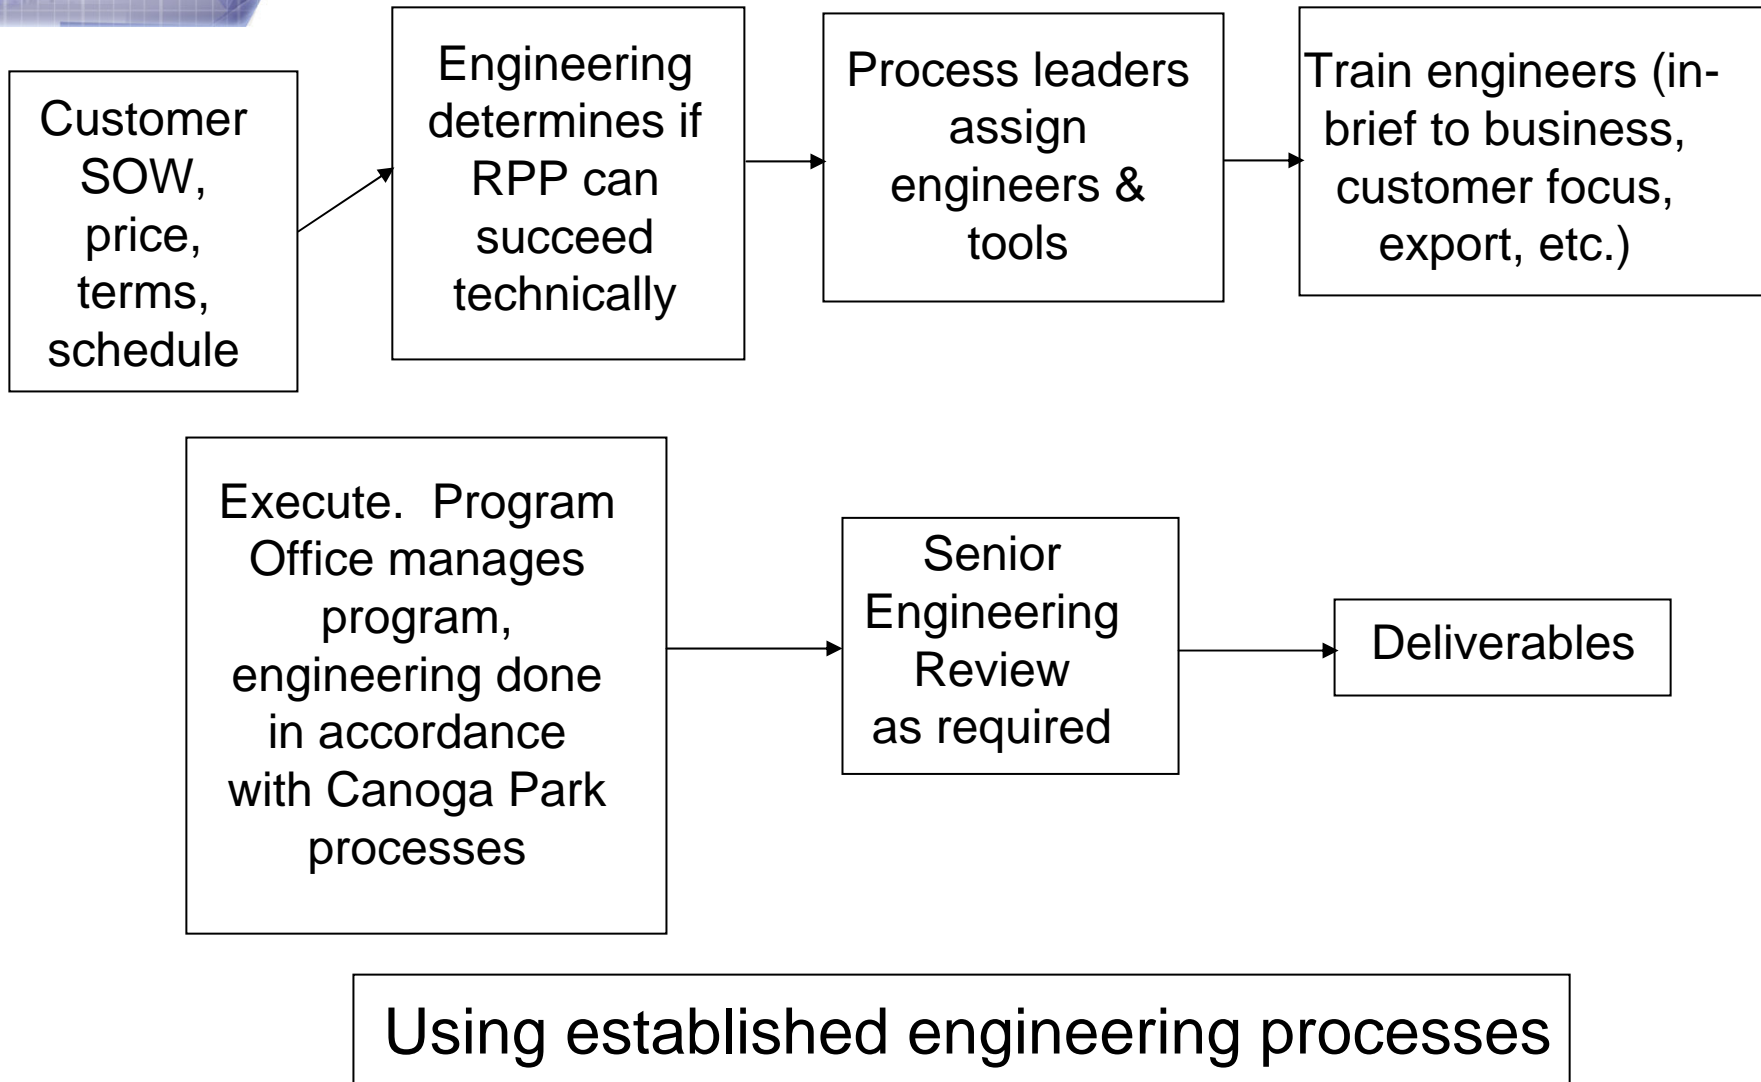 Customer
SOW,
price,
terms,
schedule
Engineering
determines if
RPP can
succeed
technically
Process leaders
assign
engineers &
tools
Train engineers (in-
brief to business,
customer focus,
export, etc.)
Execute.  Program
Office manages
program,
engineering done
in accordance
with Canoga Park
processes
Senior
Engineering
Review
as required
Deliverables
Using established engineering processes